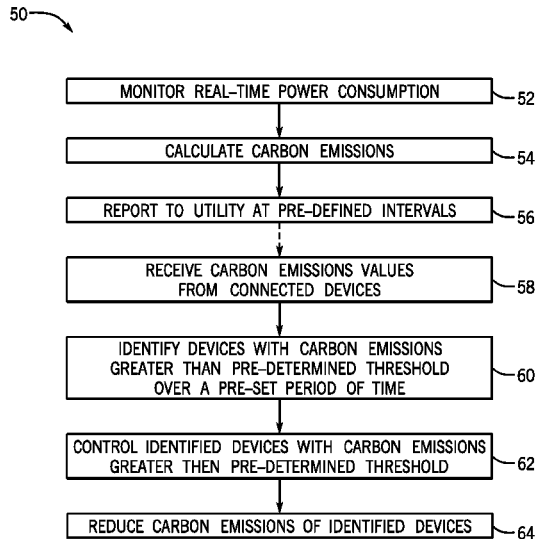 50
MONITOR REAL-TIME POWER CONSUMPTION
52
CALCULATE CARBON EMISSIONS
54
REPORT TO UTILITY AT PRE-DEFINED INTERVALS
56
RECEIVE CARBON EMISSIONS VALUES
FROM CONNECTED DEVICES
58
IDENTIFY DEVICES WITH CARBON EMISSIONS
GREATER THAN PRE-DETERMINED THRESHOLD
OVER A PRE-SET PERIOD OF TIME
60
CONTROL IDENTIFIED DEVICES WITH CARBON EMISSIONS
GREATER THEN PRE-DETERMINED THRESHOLD
62
REDUCE CARBON EMISSIONS OF IDENTIFIED DEVICES
64